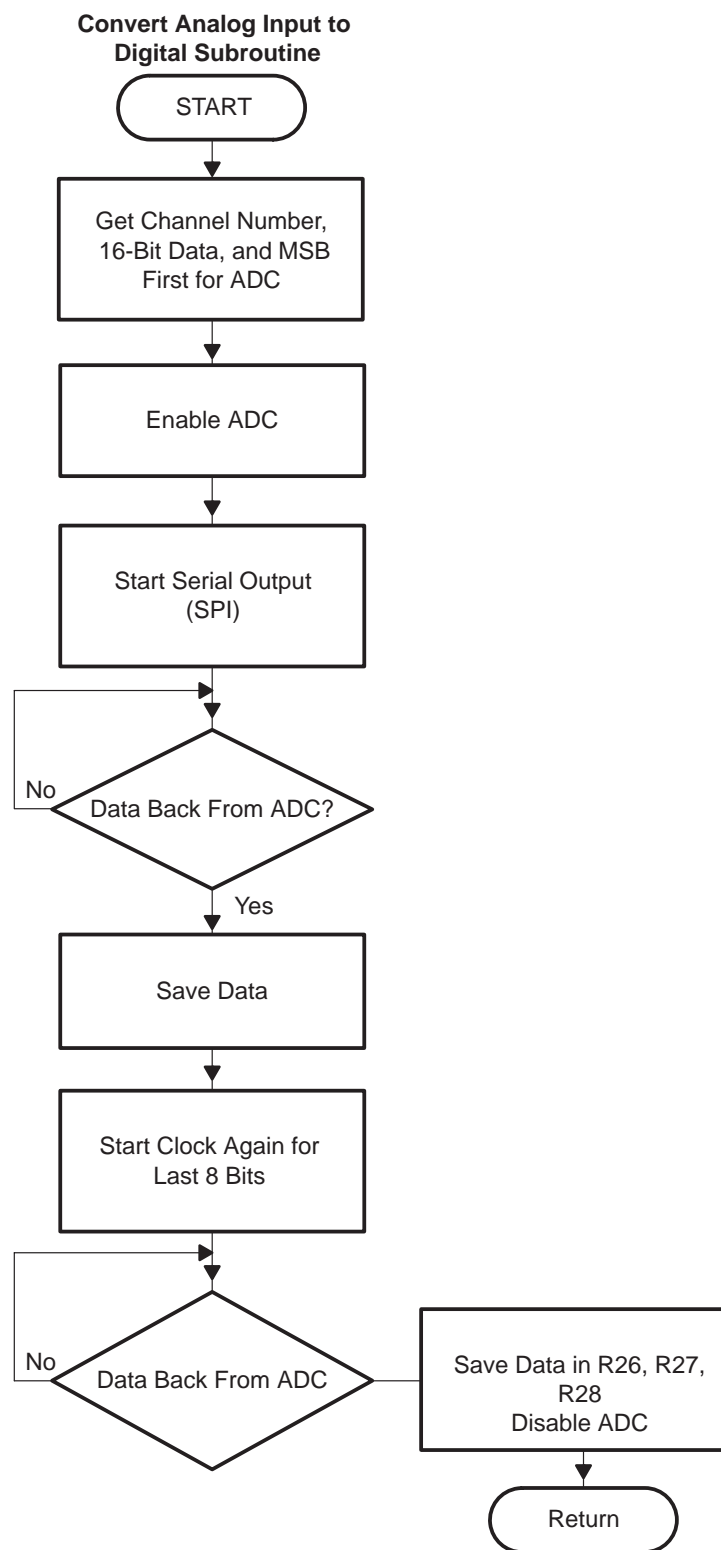 Convert Analog Input to
Digital Subroutine
START
Get Channel Number,
16-Bit Data, and MSB
First for ADC
Enable ADC
Start Serial Output
(SPI)
No
Data Back From ADC?
Yes
Save Data
Start Clock Again for
Last 8 Bits
No
Data Back From ADC
Save Data in R26, R27,
R28
Disable ADC
Return